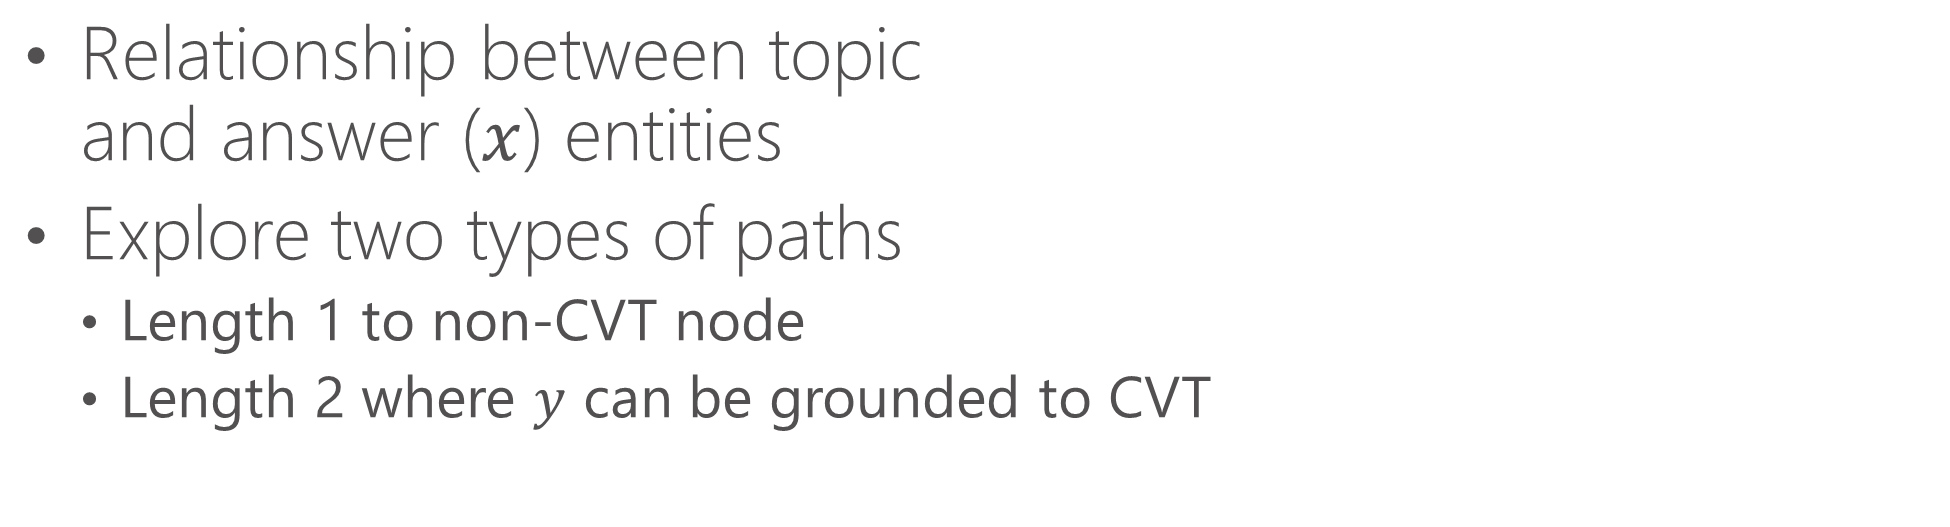 • Relationship between topic
and answer (x) entities
• Explore two types of paths
• Length 1 to non-CVT node
• Length 2 where y can be grounded to CVT